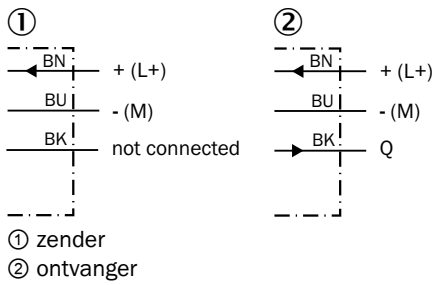 ① ②
BN + (L+) BN + (L+)
BU - (M) BU - (M)
BK not connected BK Q
① zender
② ontvanger